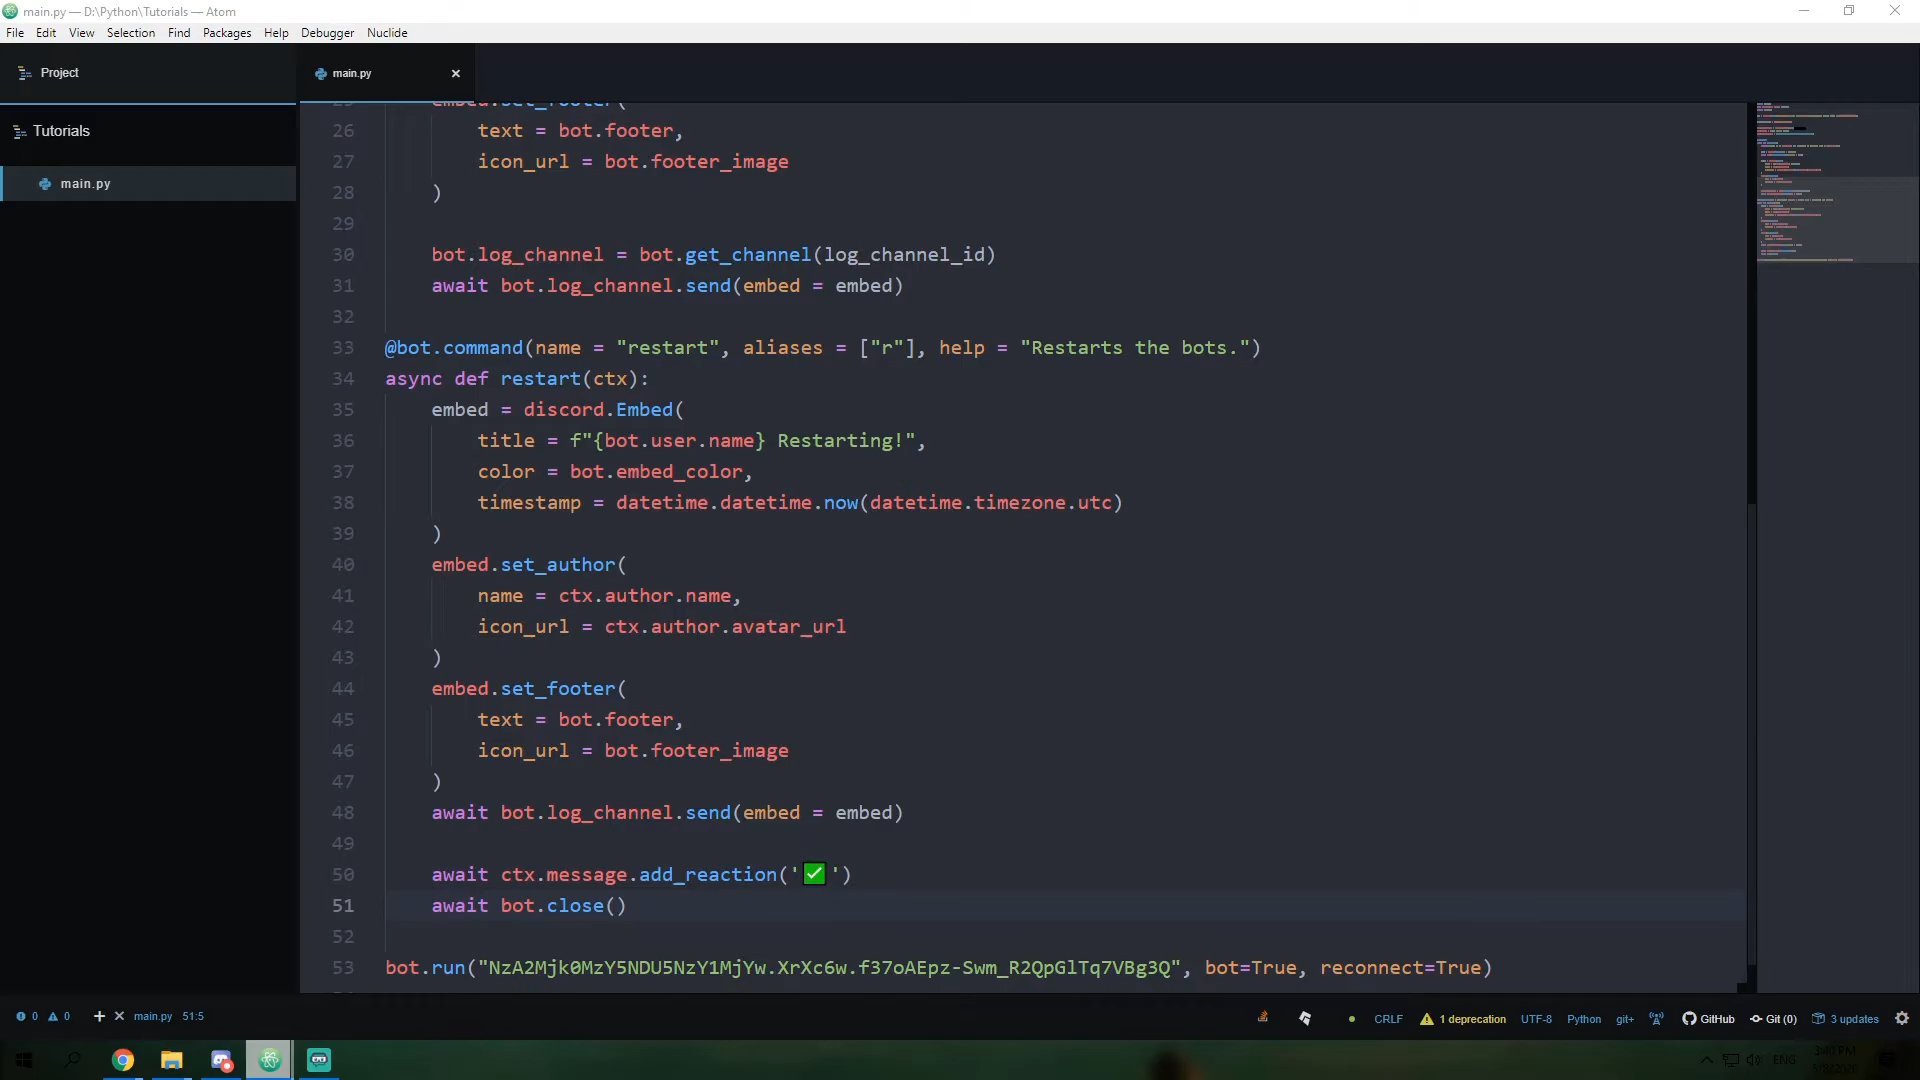 main.py — D:\Python\Tutorials — Atom
File Edit View Selection Find Packages Help Debugger Nuclide
Project
main.py
Tutorials
main.py
25 embed.set_footer(
26 text = bot.footer,
27 icon_url = bot.footer_image
28 )
29
30 bot.log_channel = bot.get_channel(log_channel_id)
31 await bot.log_channel.send(embed = embed)
32
33 @bot.command(name = "restart", aliases = ["r"], help = "Restarts the bots.")
34 async def restart(ctx):
35 embed = discord.Embed(
36 title = f"{bot.user.name} Restarting!",
37 color = bot.embed_color,
38 timestamp = datetime.datetime.now(datetime.timezone.utc)
39 )
40 embed.set_author(
41 name = ctx.author.name,
42 icon_url = ctx.author.avatar_url
43 )
44 embed.set_footer(
45 text = bot.footer,
46 icon_url = bot.footer_image
47 )
48 await bot.log_channel.send(embed = embed)
49
50 await ctx.message.add_reaction('✅')
51 await bot.close()
52
53 bot.run("NzA2Mjk0MzY5NDU5NzY1MjYw.XrXc6w.f37oAEpz-Swm_R2QpGlTq7VBg3Q", bot=True, reconnect=True)
0 0 main.py 51:5 CRLF 1 deprecation UTF-8 Python git+ GitHub Git (0) 3 updates
ENG